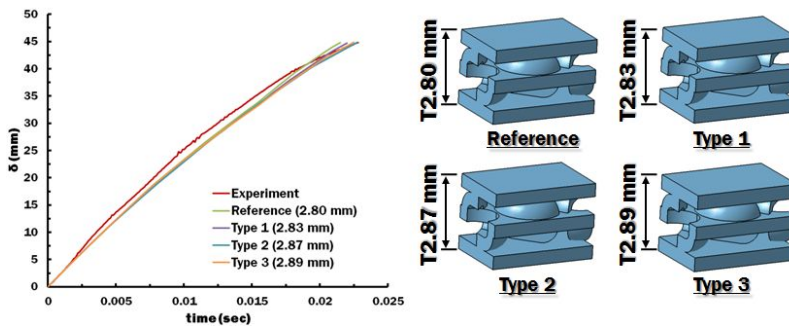 50
45
40
35
30
25
20
15
10
5
0
δ (mm)
Experiment
Reference (2.80 mm)
Type 1 (2.83 mm)
Type 2 (2.87 mm)
Type 3 (2.89 mm)
0
0.005
0.01
0.015
0.02
0.025
time (sec)
T2.80 mm
Reference
T2.83 mm
Type 1
T2.87 mm
Type 2
T2.89 mm
Type 3